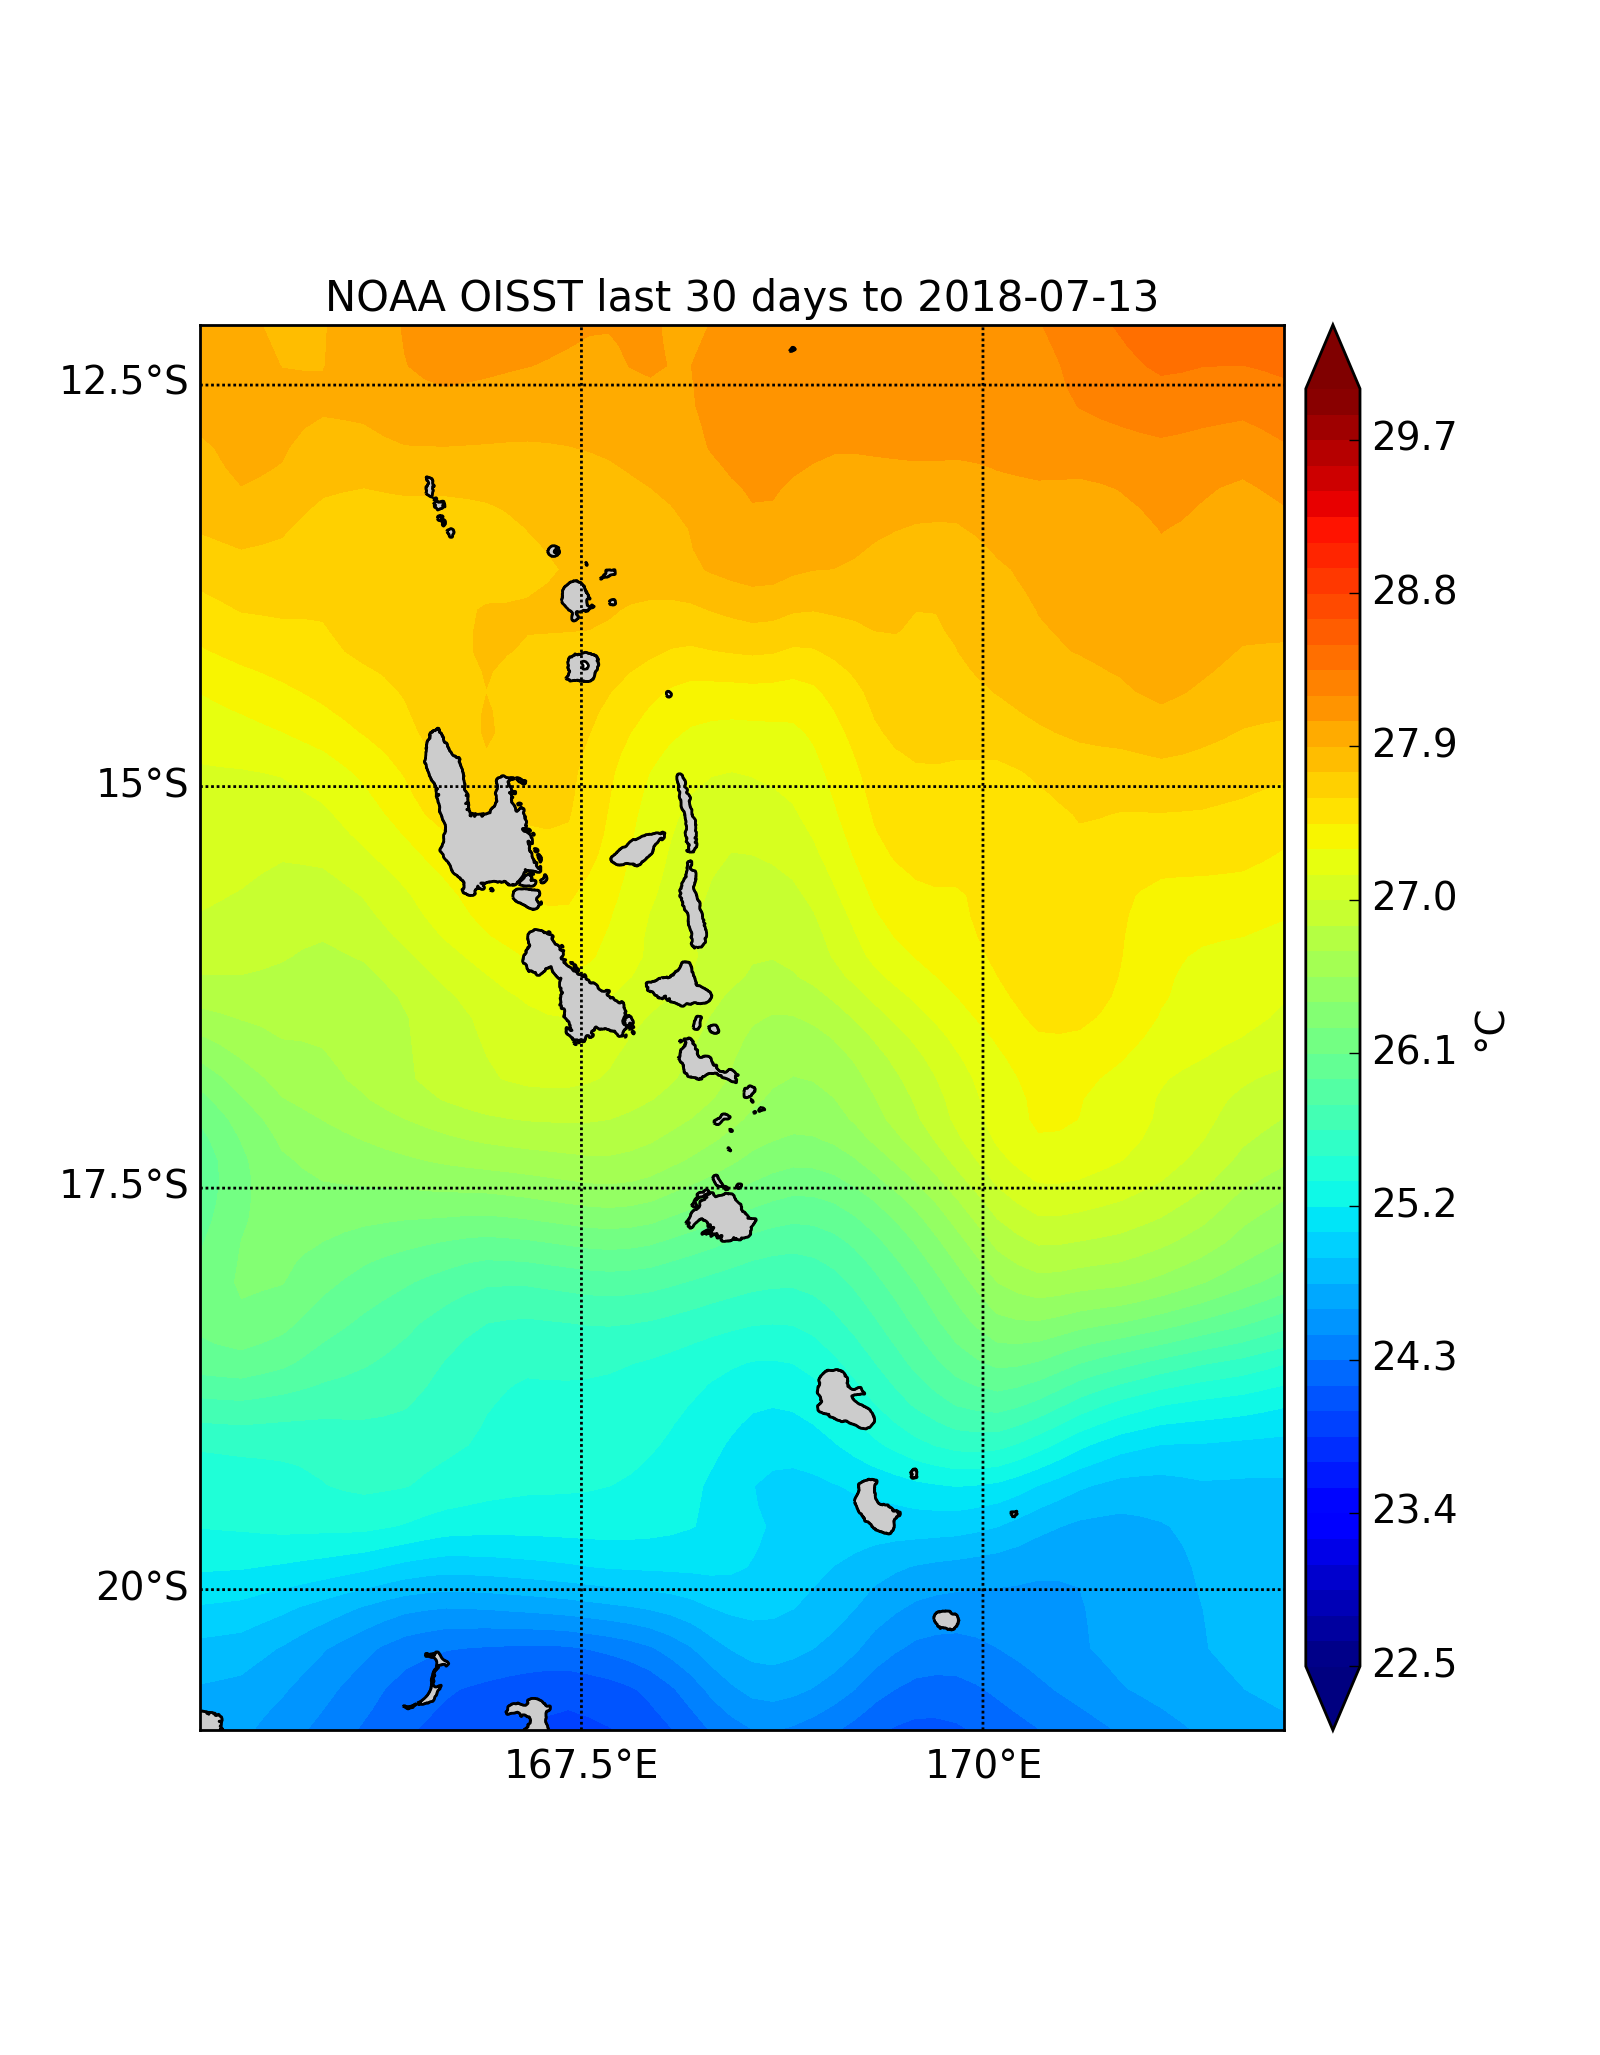 NOAA OISST last 30 days to 2018-07-13
12.5°S
15°S
17.5°S
20°S
167.5°E
170°E
29.7
28.8
27.9
27.0
26.1
25.2
24.3
23.4
22.5
°C